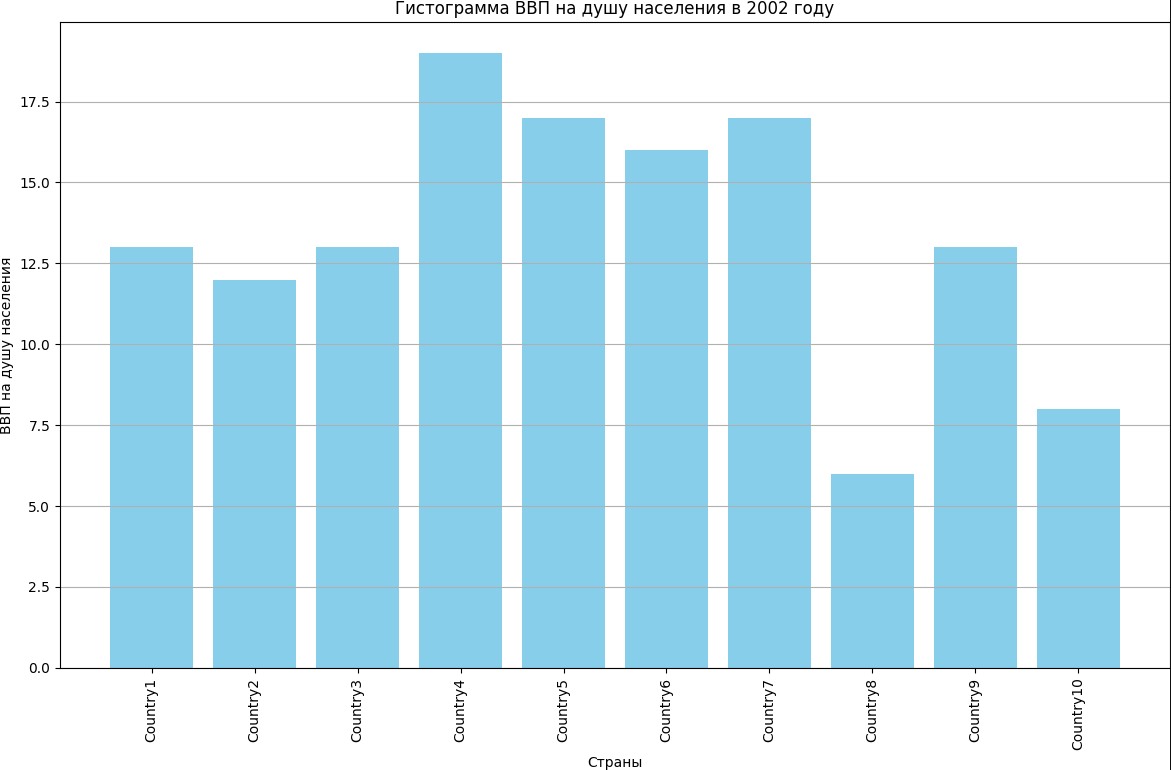 Гистограмма ВВП на душу населения в 2002 году
ВВП на душу населения
17.5
15.0
12.5
10.0
7.5
5.0
2.5
0.0
Country1
Country2
Country3
Country4
Country5
Country6
Country7
Country8
Country9
Country10
Страны